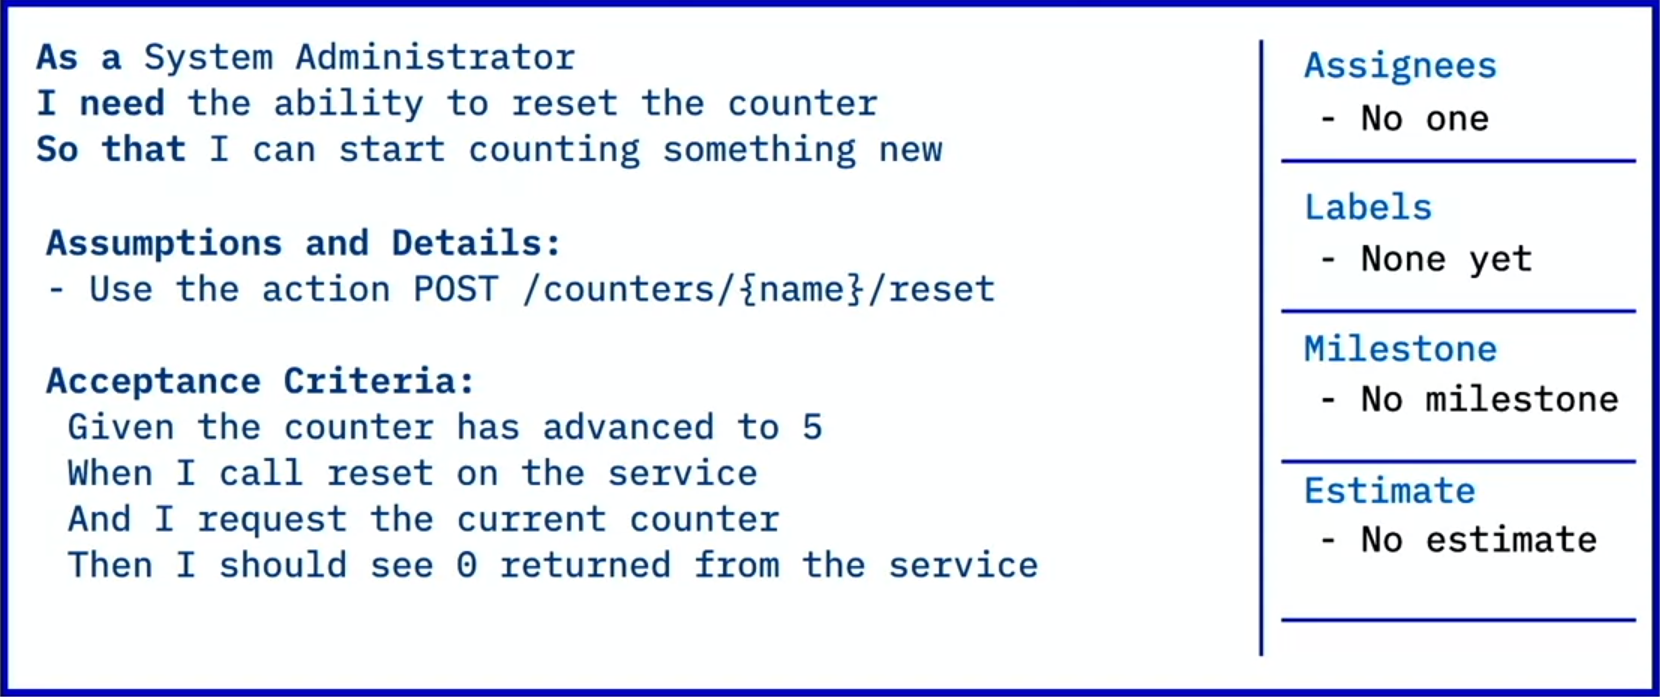 As a System Administrator
I need the ability to reset the counter
So that I can start counting something new
Assumptions and Details:
- Use the action POST /counters/{name}/reset
Acceptance Criteria:
Given the counter has advanced to 5
When I call reset on the service
And I request the current counter
Then I should see 0 returned from the service
Assignees
- No one
Labels
- None yet
Milestone
- No milestone
Estimate
- No estimate